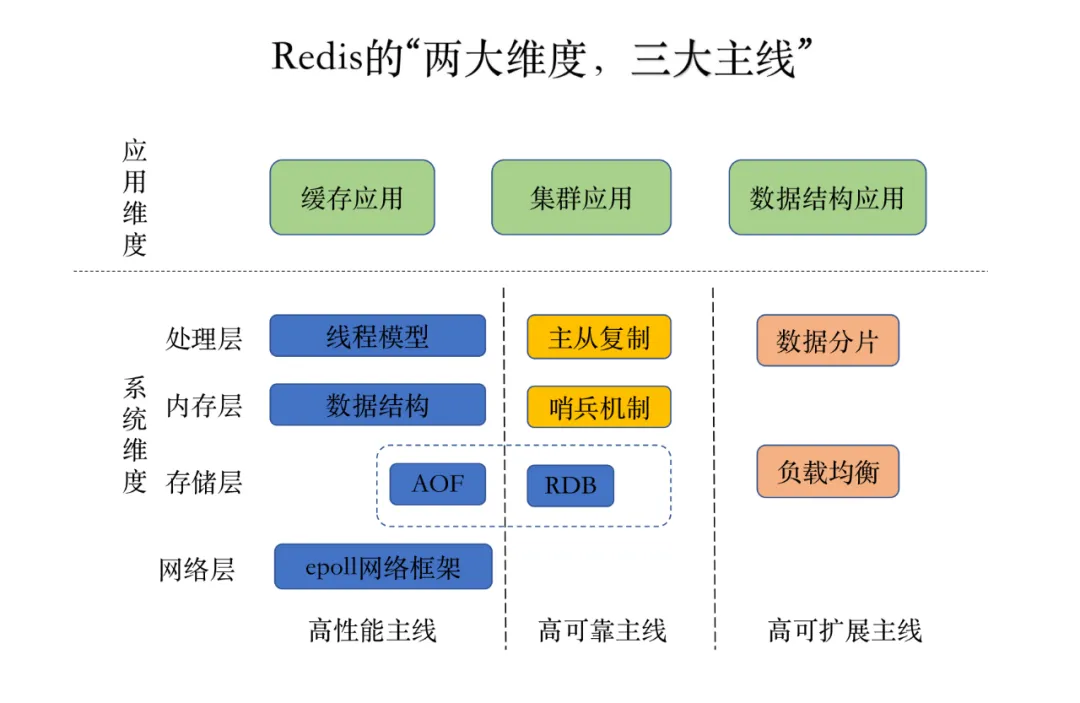 Redis的“两大维度，三大主线”
应用维度
缓存应用
集群应用
数据结构应用
系统维度
处理层
线程模型
主从复制
数据分片
内存层
数据结构
哨兵机制
存储层
AOF
RDB
负载均衡
网络层
epoll网络框架
高性能主线
高可靠主线
高可扩展主线